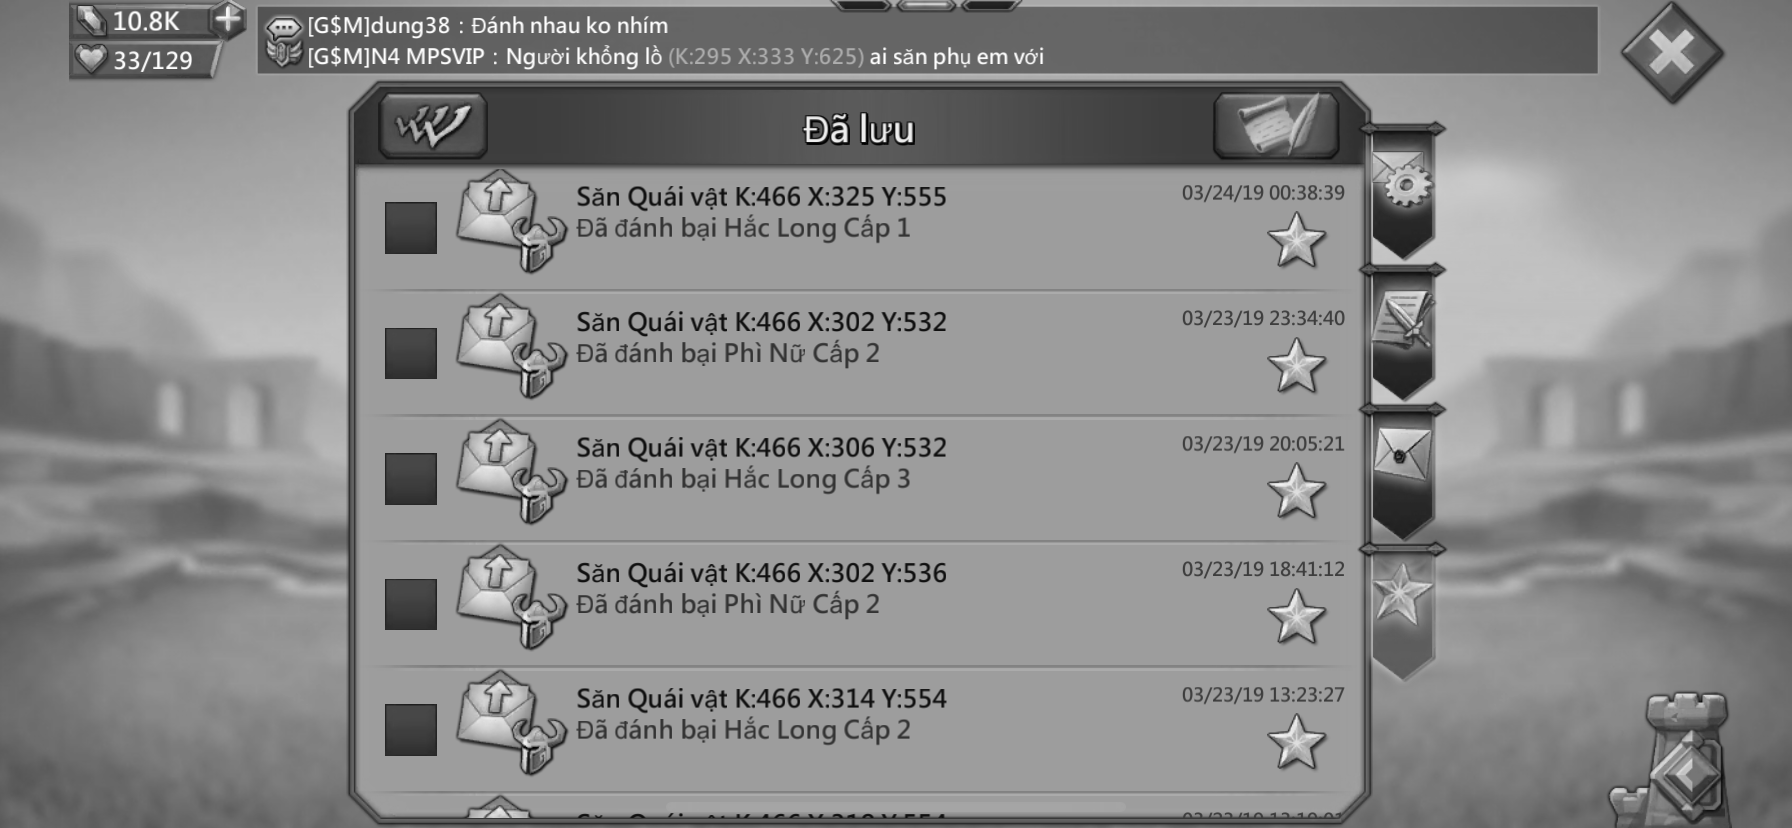 10.8K
33/129
[G$M]dung38 : Đánh nhau ko nhím
[G$M]N4 MPSVIP : Người khổng lồ (K:295 X:333 Y:625) ai săn phụ em với
Đã lưu
Săn Quái vật K:466 X:325 Y:555
03/24/19 00:38:39
Đã đánh bại Hắc Long Cấp 1
Săn Quái vật K:466 X:302 Y:532
03/23/19 23:34:40
Đã đánh bại Phì Nữ Cấp 2
Săn Quái vật K:466 X:306 Y:532
03/23/19 20:05:21
Đã đánh bại Hắc Long Cấp 3
Săn Quái vật K:466 X:302 Y:536
03/23/19 18:41:12
Đã đánh bại Phì Nữ Cấp 2
Săn Quái vật K:466 X:314 Y:554
03/23/19 13:23:27
Đã đánh bại Hắc Long Cấp 2